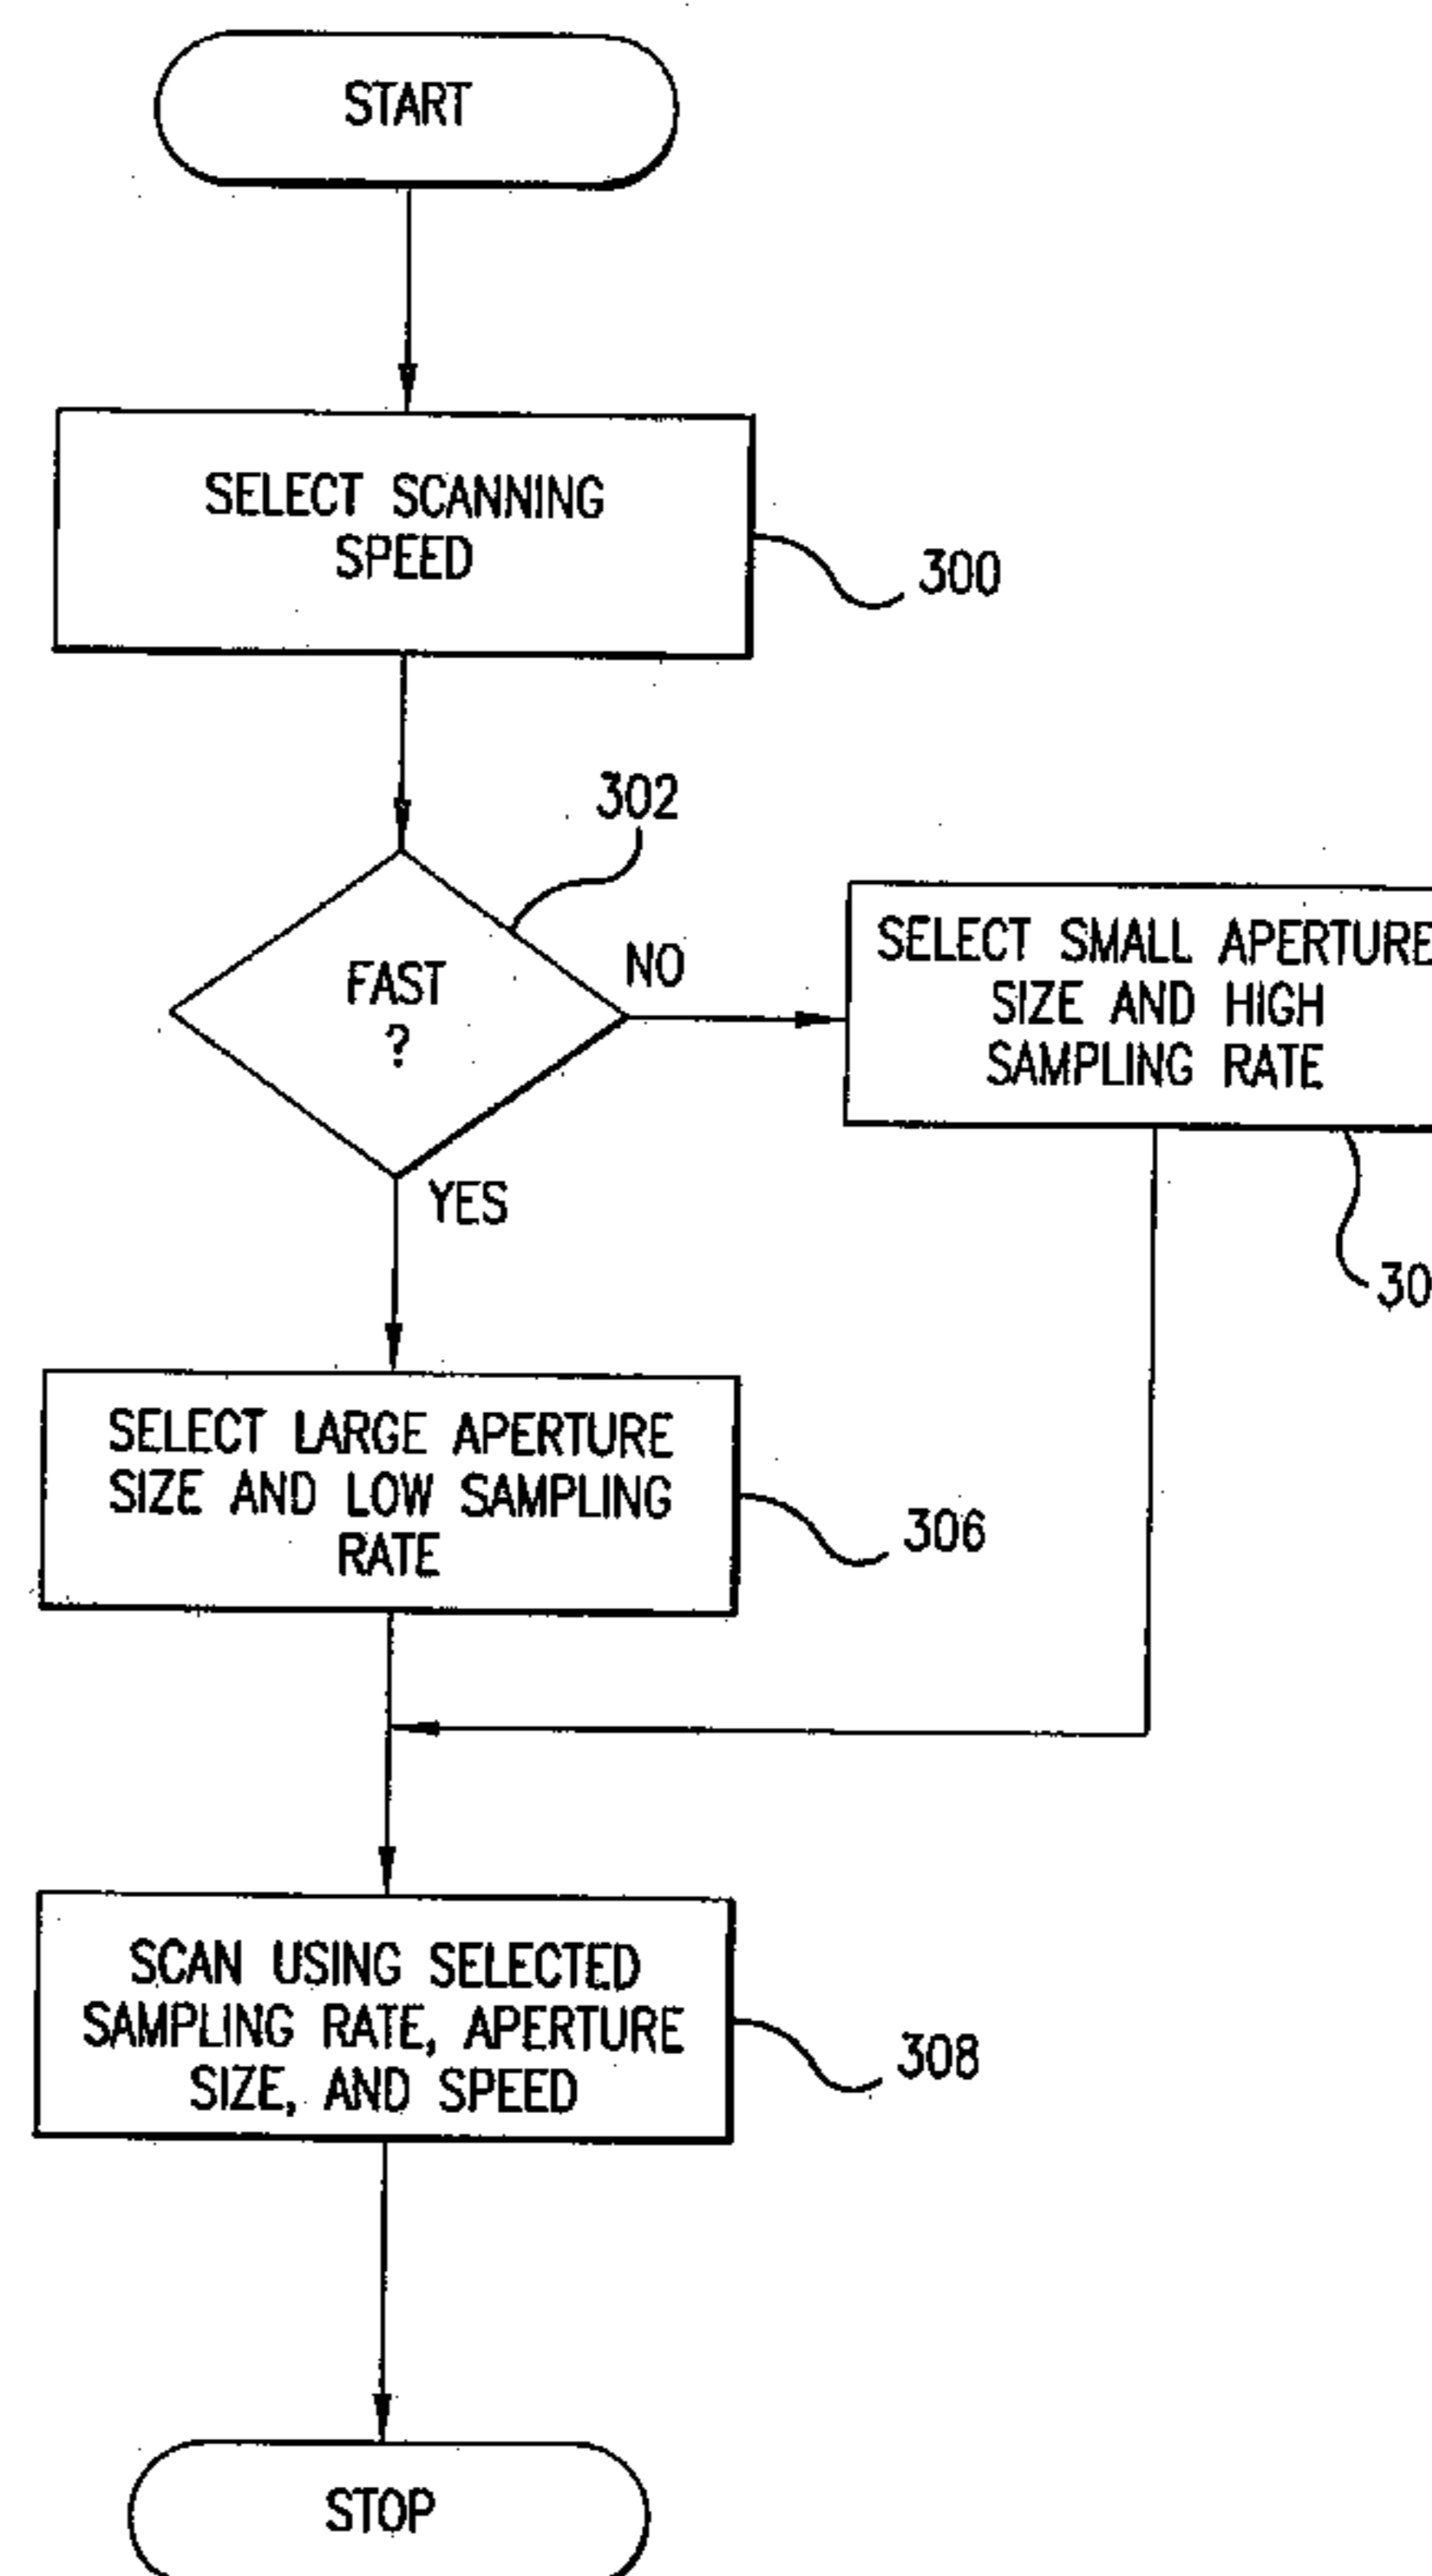 START
SELECT SCANNING
SPEED
300
302
FAST
?
NO
SELECT SMALL APERTURE
SIZE AND HIGH
SAMPLING RATE
YES
SELECT LARGE APERTURE
SIZE AND LOW SAMPLING
RATE
306
SCAN USING SELECTED
SAMPLING RATE, APERTURE
SIZE, AND SPEED
308
STOP